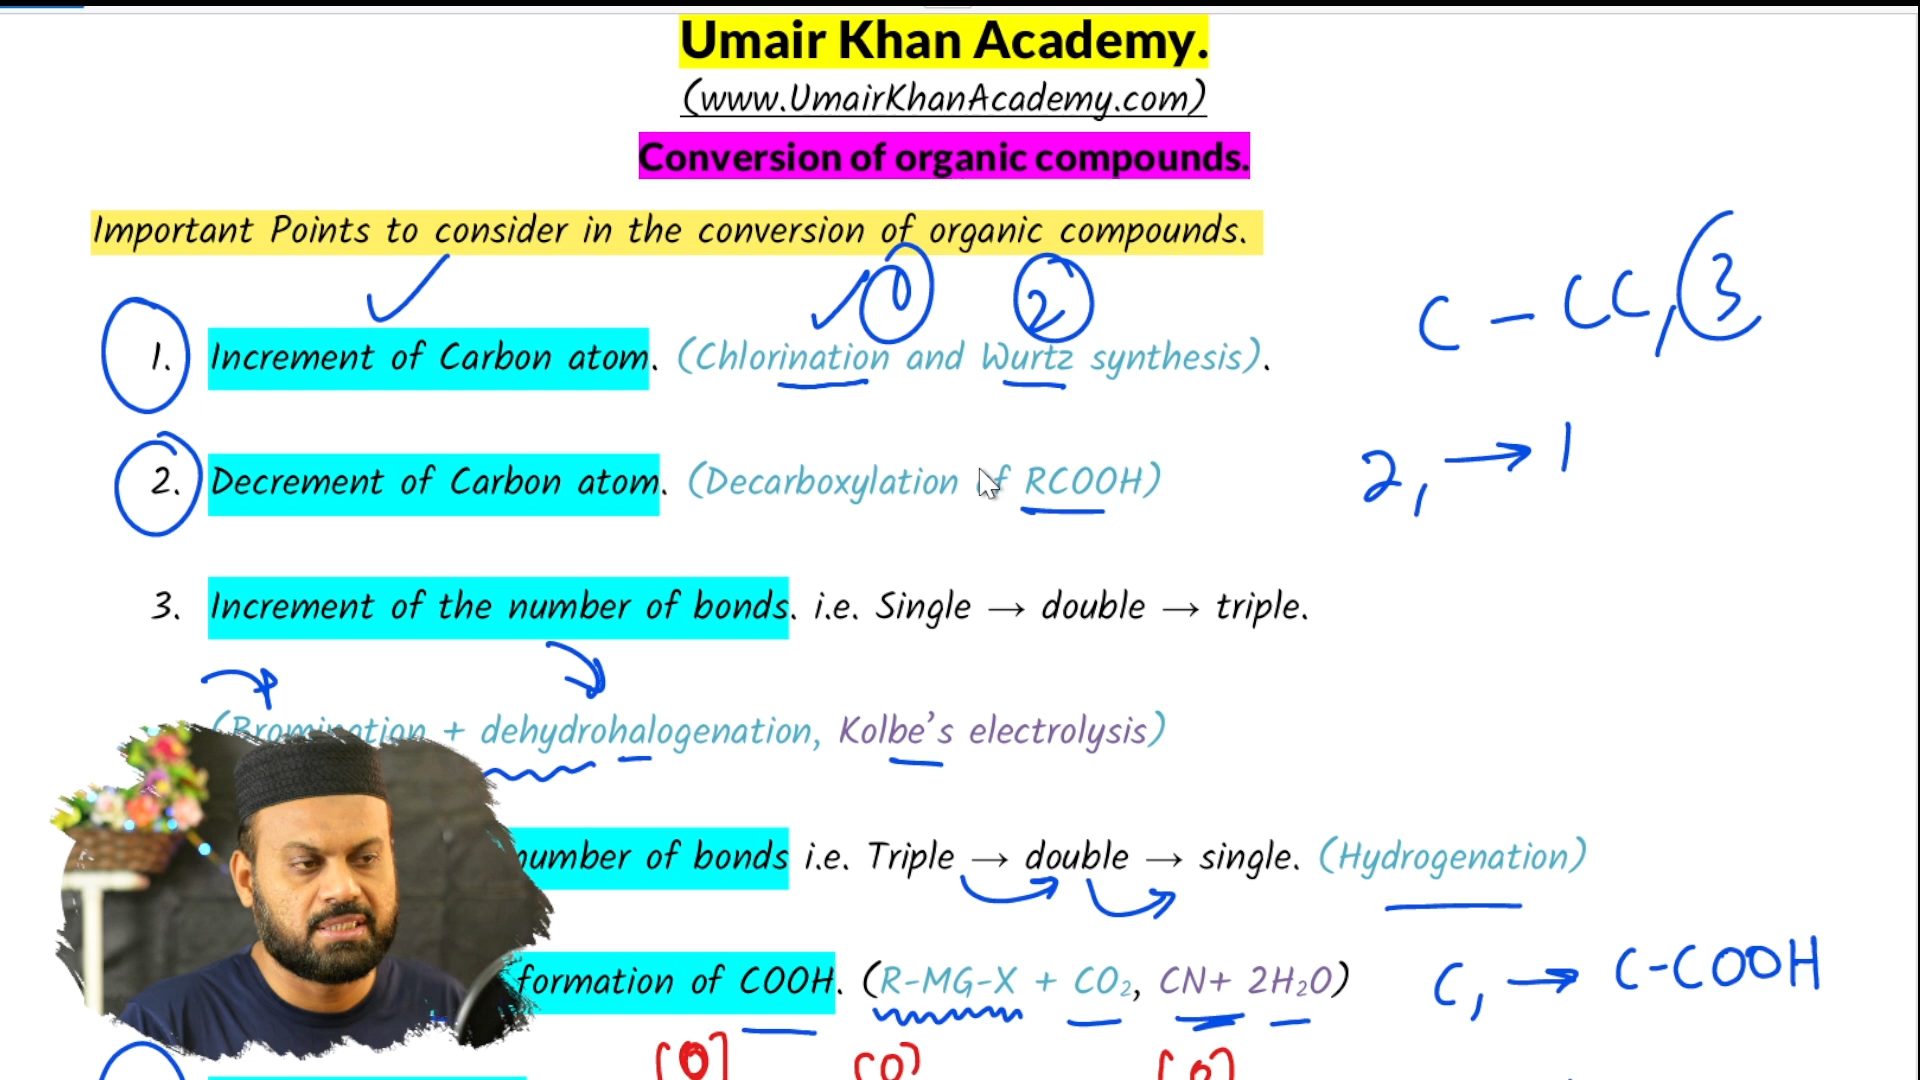 Umair Khan Academy.
(www.UmairKhanAcademy.com)
Conversion of organic compounds.
Important Points to consider in the conversion of organic compounds.
1 2
C - CC, 3
1. Increment of Carbon atom. (Chlorination and Wurtz synthesis).
2, → 1
2. Decrement of Carbon atom. (Decarboxylation of RCOOH)
3. Increment of the number of bonds. i.e. Single → double → triple.
(Bromination + dehydrohalogenation, Kolbe's electrolysis)
number of bonds i.e. Triple → double → single. (Hydrogenation)
formation of COOH. (R-MG-X + CO₂, CN+ 2H₂O)
C, → C-COOH
[O] [O] [O]